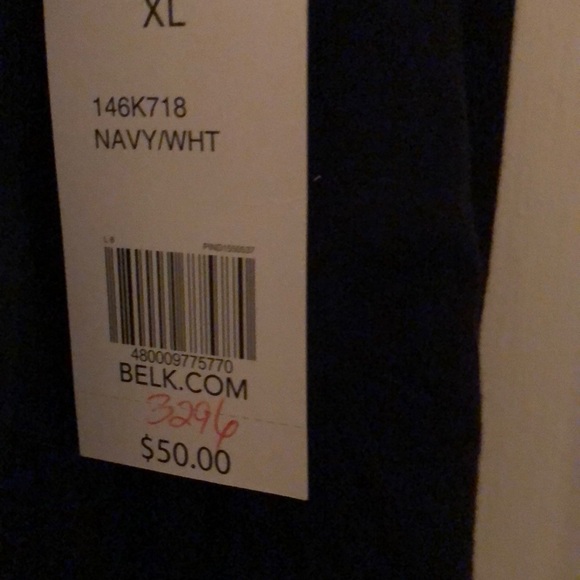 XL
146K718
NAVY/WHT
480009775770
BELK.COM
3296
$50.00